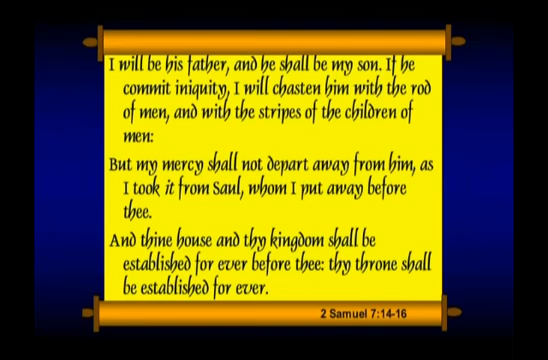 I will be his father, and he shall be my son. If he
commit iniquity, I will chasten him with the rod
of men, and with the stripes of the children of
men:
But my mercy shall not depart away from him, as
I took it from Saul, whom I put away before
thee.
And thine house and thy kingdom shall be
established for ever before thee: thy throne shall
be established for ever.
2 Samuel 7:14-16